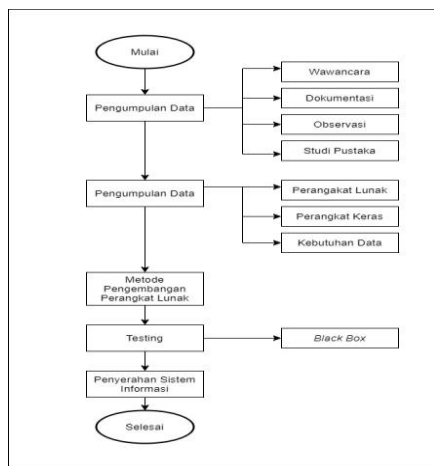 Mulai
Pengumpulan Data
Wawancara
Dokumentasi
Observasi
Studi Pustaka
Pengumpulan Data
Perangakat Lunak
Perangkat Keras
Kebutuhan Data
Metode
Pengembangan
Perangkat Lunak
Testing
Black Box
Penyerahan Sistem
Informasi
Selesai